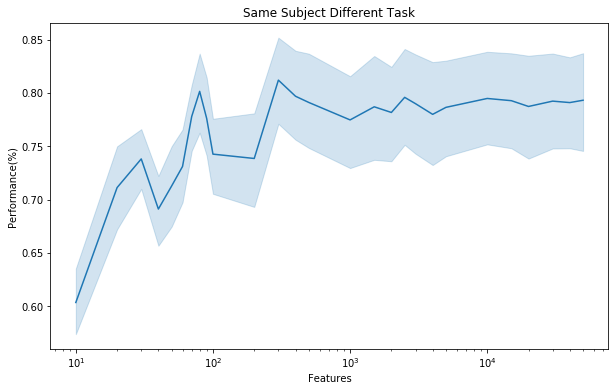 Same Subject Different Task
Performance(%)
0.85
0.80
0.75
0.70
0.65
0.60
10¹ 10² 10³ 10⁴
Features